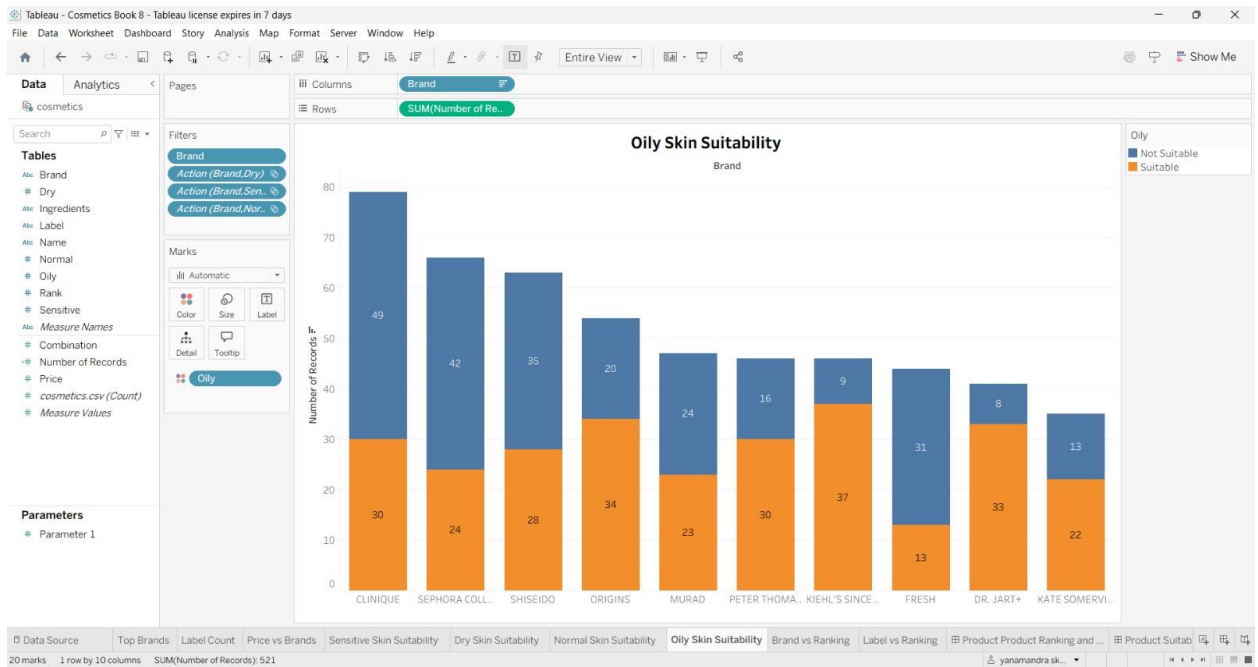 Tableau - Cosmetics Book 8 - Tableau license expires in 7 days
File Data Worksheet Dashboard Story Analysis Map Format Server Window Help
Entire View
Show Me
Data Analytics
cosmetics
Search
Tables
Abc Brand
# Dry
Abc Ingredients
Abc Label
Abc Name
# Normal
# Oily
# Rank
# Sensitive
Abc Measure Names
# Combination
=# Number of Records
# Price
# cosmetics.csv (Count)
# Measure Values
Parameters
# Parameter 1
Pages
Filters
Brand
Action (Brand,Dry)
Action (Brand,Sen..
Action (Brand,Nor..
Marks
Automatic
Color Size Label
Detail Tooltip
Oily
iii Columns Brand
Rows SUM(Number of Re..
Oily Skin Suitability
Brand
Number of Records
80
70
60
50
40
30
20
10
0
49 42 35 20 24 16 9 31 8 13
30 24 28 34 23 30 37 13 33 22
CLINIQUE SEPHORA COLL.. SHISEIDO ORIGINS MURAD PETER THOMA.. KIEHL'S SINCE .. FRESH DR. JART+ KATE SOMERVI..
Oily
Not Suitable
Suitable
Data Source Top Brands Label Count Price vs Brands Sensitive Skin Suitability Dry Skin Suitability Normal Skin Suitability Oily Skin Suitability Brand vs Ranking Label vs Ranking Product Product Ranking and ... Product Suitab
20 marks 1 row by 10 columns SUM(Number of Records): 521 yanamandra sk...